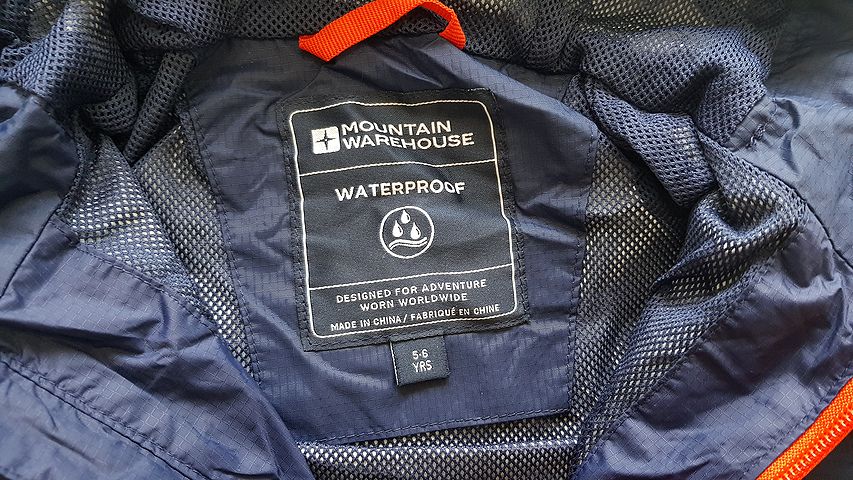 MOUNTAIN
WAREHOUSE
WATERPROOF
DESIGNED FOR ADVENTURE
WORN WORLDWIDE
MADE IN CHINA / FABRIQUÉ EN CHINE
5-6
YRS